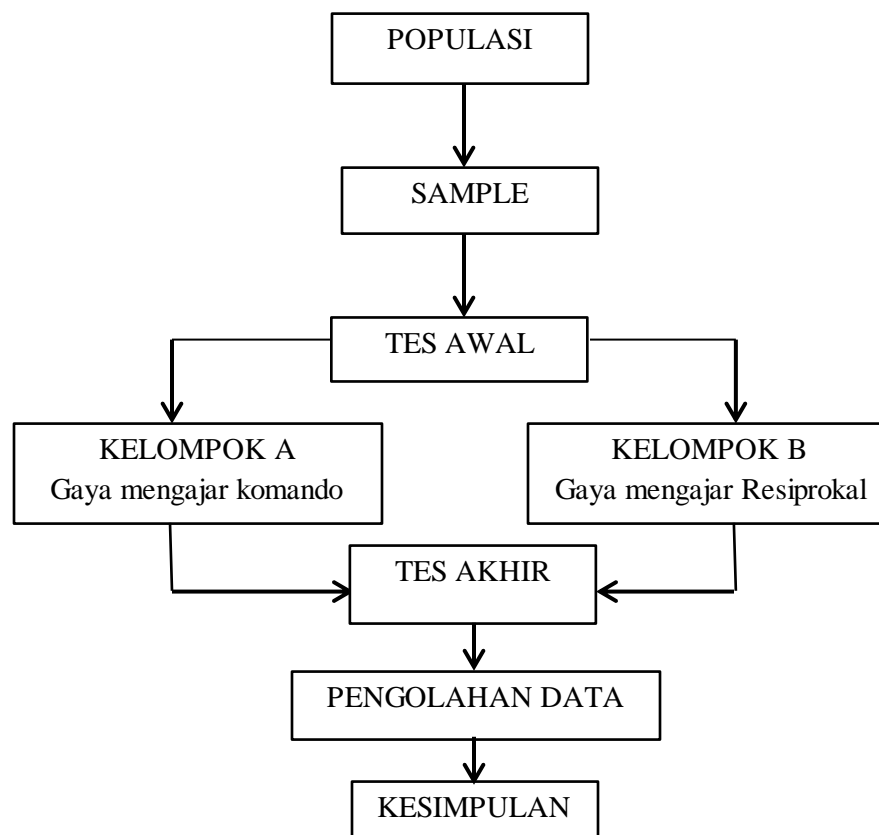 POPULASI
SAMPLE
TES AWAL
KELOMPOK A
Gaya mengajar komando
KELOMPOK B
Gaya mengajar Resiprokal
TES AKHIR
PENGOLAHAN DATA
KESIMPULAN